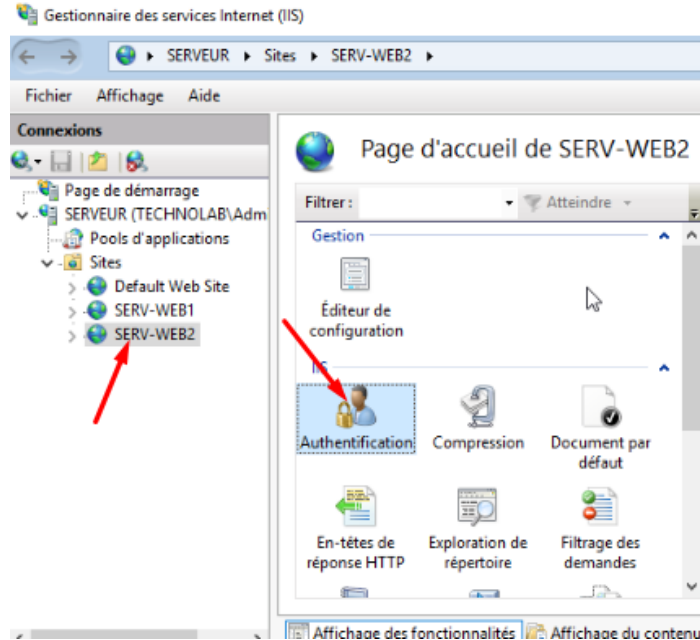 Gestionnaire des services Internet (IIS)
SERVEUR Sites SERV-WEB2
Fichier Affichage Aide
Connexions
Page de démarrage
SERVEUR (TECHNOLAB\Adm
Pools d'applications
Sites
Default Web Site
SERV-WEB1
SERV-WEB2
Page d'accueil de SERV-WEB2
Filtrer : Atteindre
Gestion
Éditeur de
configuration
IIS
Authentification Compression Document par
défaut
En-têtes de Exploration de Filtrage des
réponse HTTP répertoire demandes
Affichage des fonctionnalités Affichage du contenu